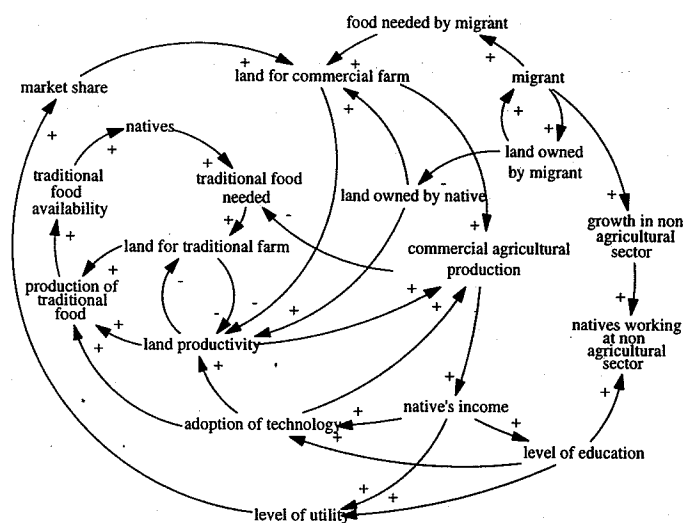 food needed by migrant
market share
land for commercial farm
migrant
natives
traditional
food
availability
traditional food
needed
land owned by native
land owned
by migrant
growth in non
agricultural
sector
land for traditional farm
commercial agricultural
production
production of
traditional
food
land productivity
natives working
at non
agricultural
sector
adoption of technology
native's income
level of education
level of utility